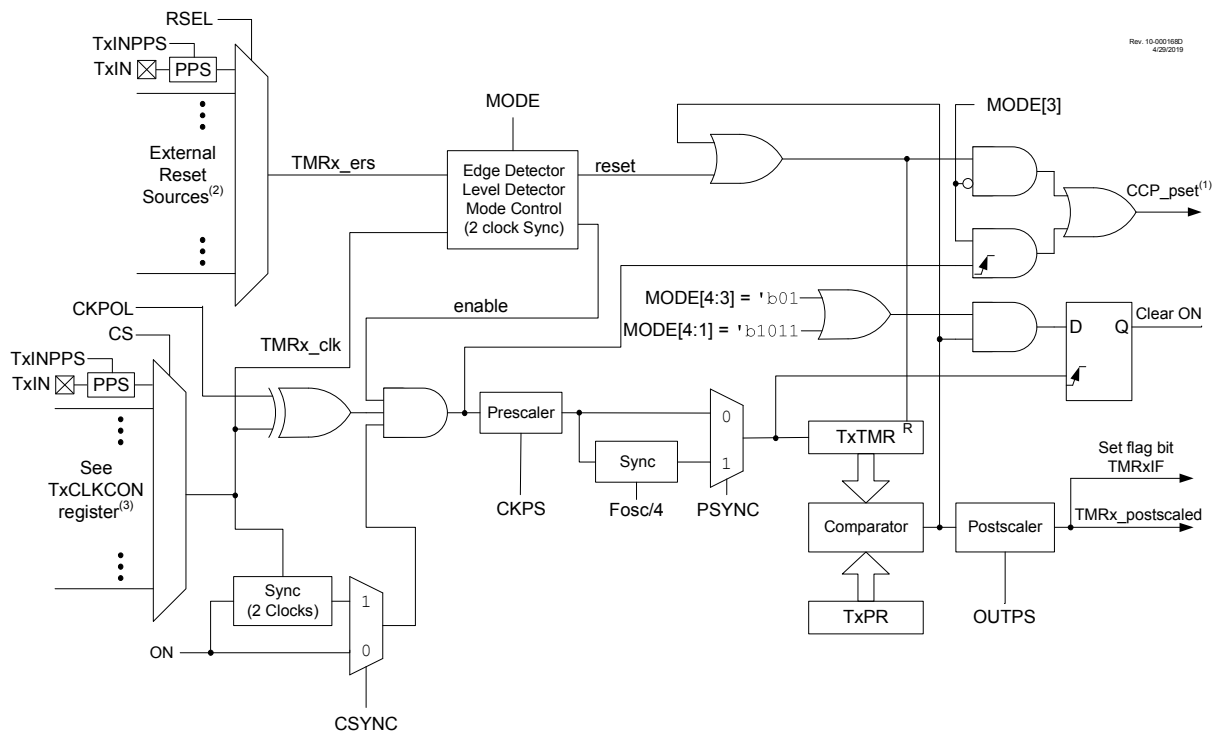 RSEL
TxINPPS
TxIN
PPS
Rev. 10-000168D
4/29/2019
MODE
MODE[3]
External
Reset
Sources(2)
TMRx_ers
Edge Detector
Level Detector
Mode Control
(2 clock Sync)
reset
CCP_pset(1)
CKPOL
CS
enable
MODE[4:3] = 'b01
MODE[4:1] = 'b1011
D
Q
Clear ON
TxINPPS
TxIN
PPS
TMRx_clk
Prescaler
0
1
Sync
TxTMR
R
See
TxCLKCON
register(3)
CKPS
Fosc/4
PSYNC
Set flag bit
TMRxIF
Comparator
Postscaler
TMRx_postscaled
Sync
(2 Clocks)
1
0
TxPR
OUTPS
ON
CSYNC